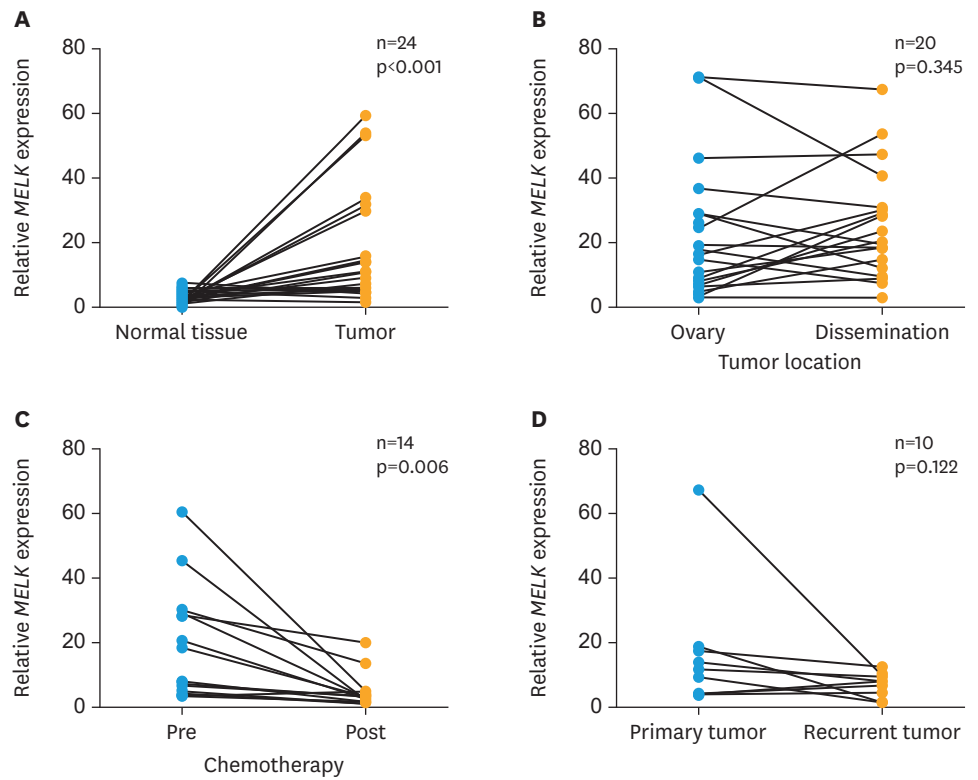 A
n=24
p<0.001
Relative MELK expression
80
60
40
20
0
Normal tissue
Tumor
B
n=20
p=0.345
Relative MELK expression
80
60
40
20
0
Ovary
Dissemination
Tumor location
C
n=14
p=0.006
Relative MELK expression
80
60
40
20
0
Pre
Post
Chemotherapy
D
n=10
p=0.122
Relative MELK expression
80
60
40
20
0
Primary tumor
Recurrent tumor